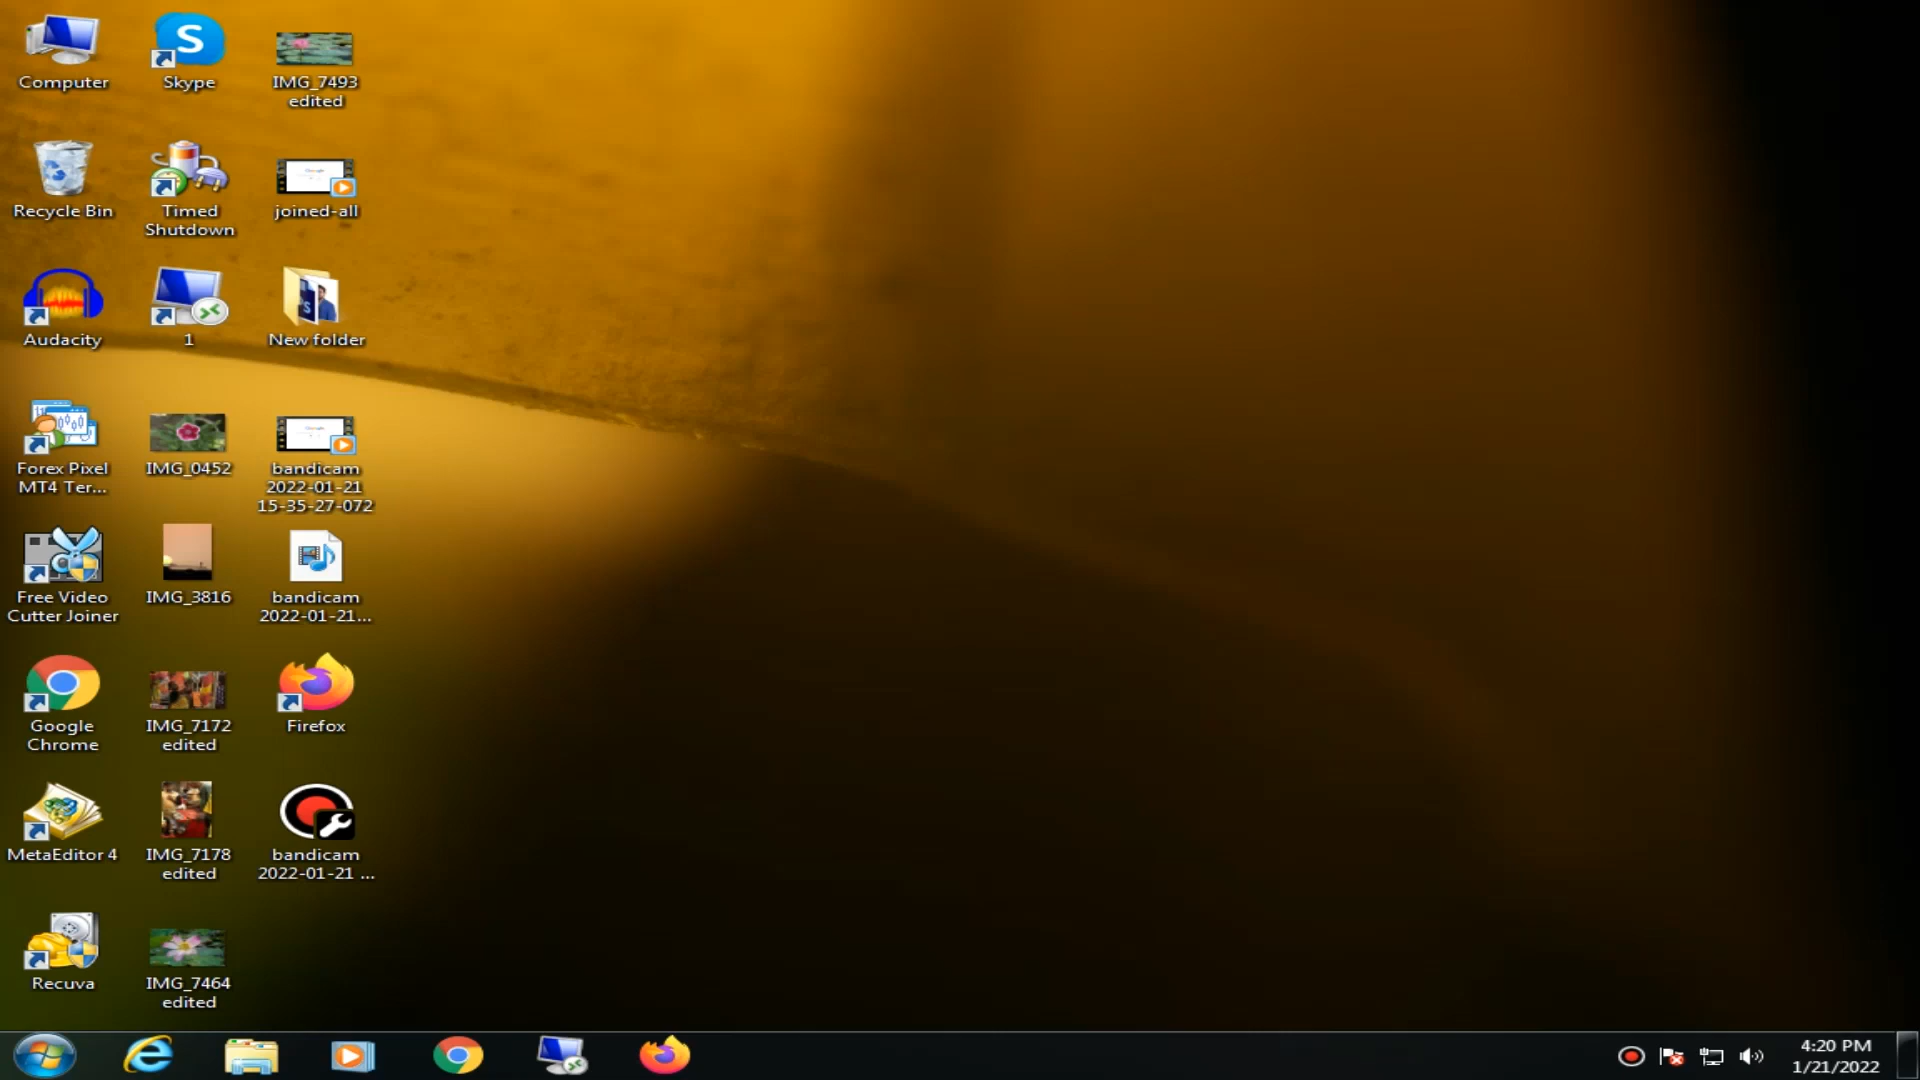 Computer
Skype
IMG_7493
edited
Recycle Bin
Timed
Shutdown
joined-all
Audacity
1
New folder
Forex Pixel
MT4 Ter...
IMG_0452
bandicam
2022-01-21
15-35-27-072
Free Video
Cutter Joiner
IMG_3816
bandicam
2022-01-21...
Google
Chrome
IMG_7172
edited
Firefox
MetaEditor 4
IMG_7178
edited
bandicam
2022-01-21 ...
Recuva
IMG_7464
edited
4:20 PM
1/21/2022